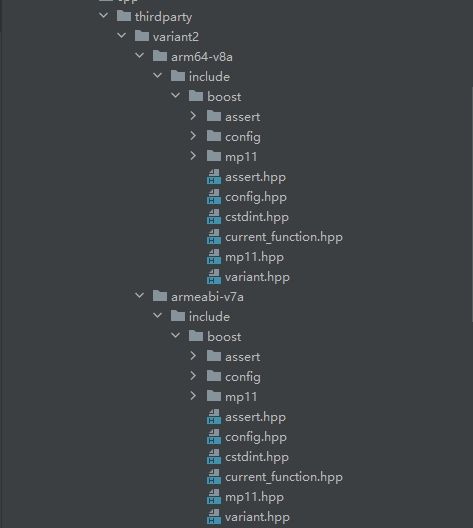 cpp
thirdparty
variant2
arm64-v8a
include
boost
assert
config
mp11
assert.hpp
config.hpp
cstdint.hpp
current_function.hpp
mp11.hpp
variant.hpp
armeabi-v7a
include
boost
assert
config
mp11
assert.hpp
config.hpp
cstdint.hpp
current_function.hpp
mp11.hpp
variant.hpp